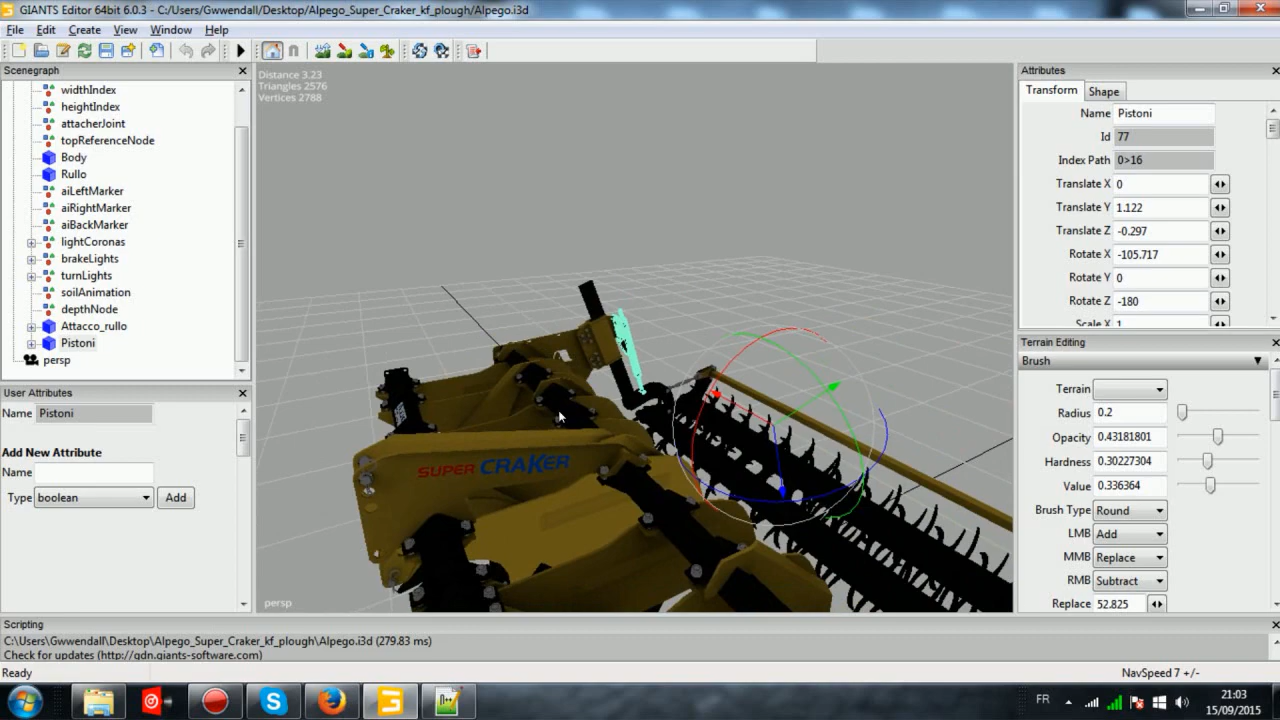 GIANTS Editor 64bit 6.0.3 - C:/Users/Gwwendall/Desktop/Alpego_Super_Craker_kf_plough/Alpego.i3d
File Edit Create View Window Help
Scenegraph
widthIndex
heightIndex
attacherJoint
topReferenceNode
Body
Rullo
aiLeftMarker
aiRightMarker
aiBackMarker
lightCoronas
brakeLights
turnLights
soilAnimation
depthNode
Attacco_rullo
Pistoni
persp
User Attributes
Name Pistoni
Add New Attribute
Name
Type boolean Add
Distance 3.23
Triangles 2576
Vertices 2788
SUPER CRAKER
persp
Attributes
Transform Shape
Name Pistoni
Id 77
Index Path 0>16
Translate X 0
Translate Y 1.122
Translate Z -0.297
Rotate X -105.717
Rotate Y 0
Rotate Z -180
Scale X 1
Terrain Editing
Brush
Terrain
Radius 0.2
Opacity 0.43181801
Hardness 0.30227304
Value 0.336364
Brush Type Round
LMB Add
MMB Replace
RMB Subtract
Replace 52.825
Scripting
C:\Users\Gwwendall\Desktop\Alpego_Super_Craker_kf_plough\Alpego.i3d (279.83 ms)
Check for updates (http://gdn.giants-software.com)
Ready
NavSpeed 7 +/-
FR
21:03
15/09/2015